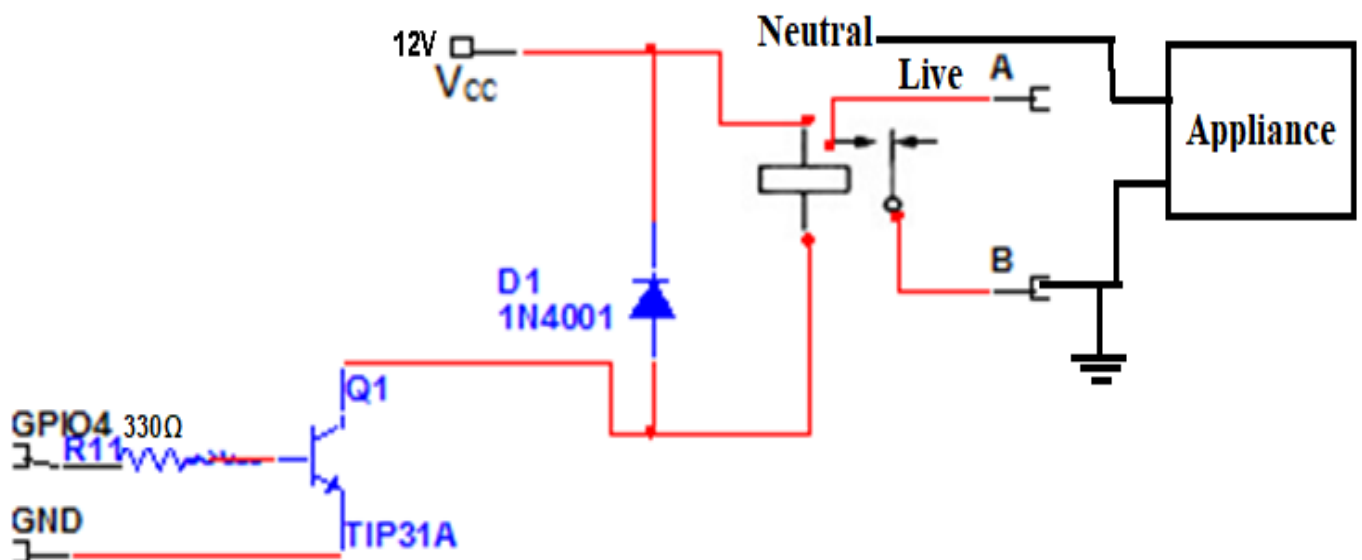 Neutral
12V
VCC
Live A
Appliance
B
D1
1N4001
Q1
GPIO4 330Ω
R11
GND
TIP31A